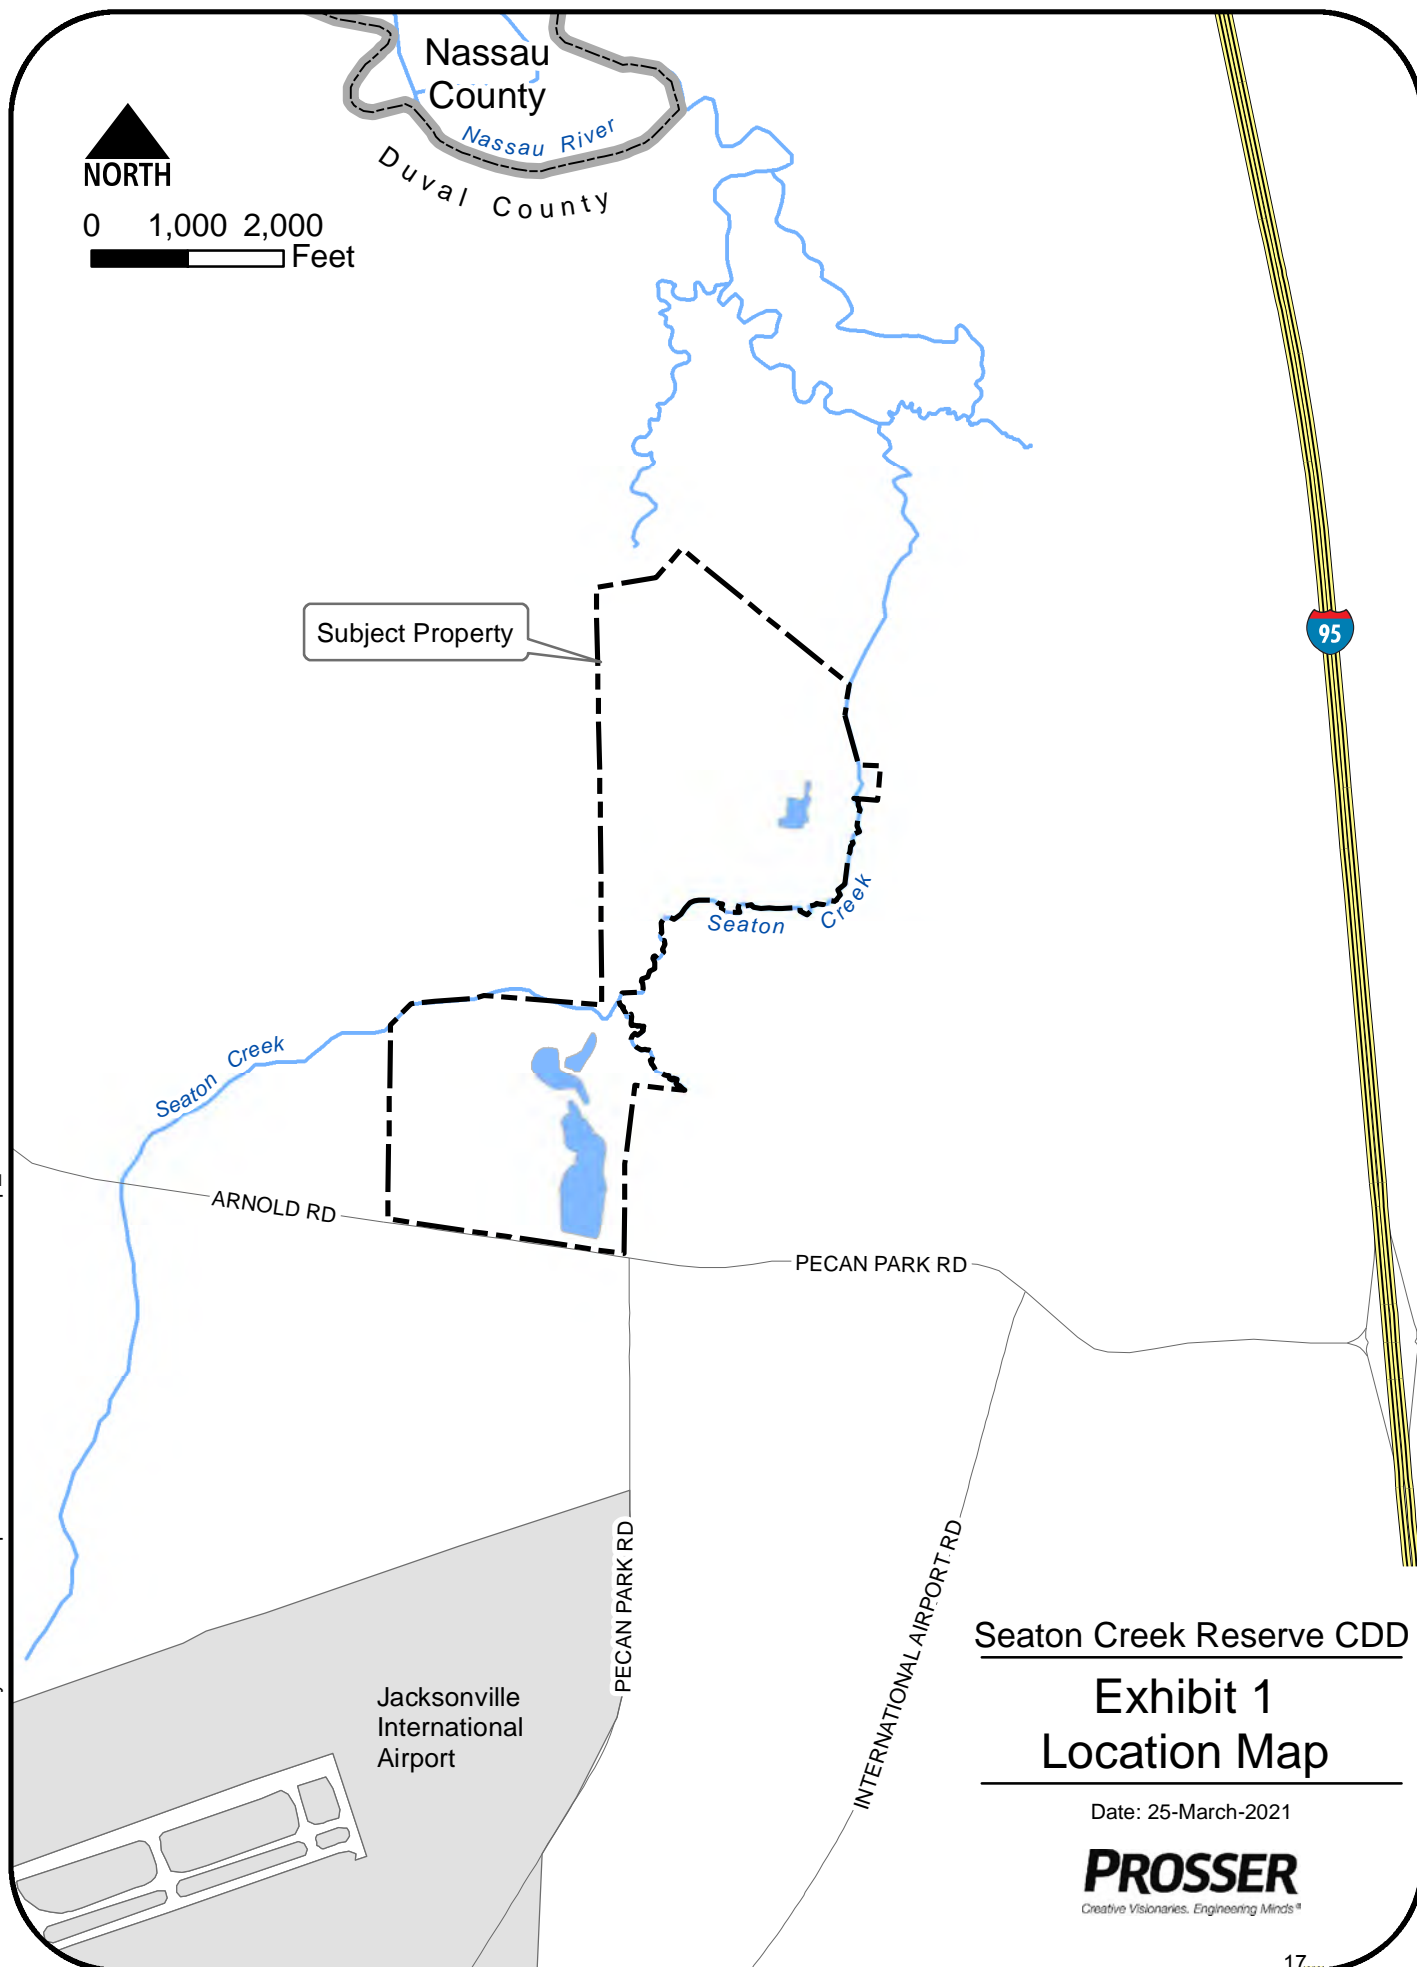 Nassau
County
Nassau River
Duval County
NORTH
0 1,000 2,000
Feet
95
Subject Property
Seaton Creek
Seaton Creek
ARNOLD RD
PECAN PARK RD
PECAN PARK RD
INTERNATIONAL AIRPORT RD
Jacksonville
International
Airport
Seaton Creek Reserve CDD
Exhibit 1
Location Map
Date: 25-March-2021
PROSSER
Creative Visionaries. Engineering Minds®
17